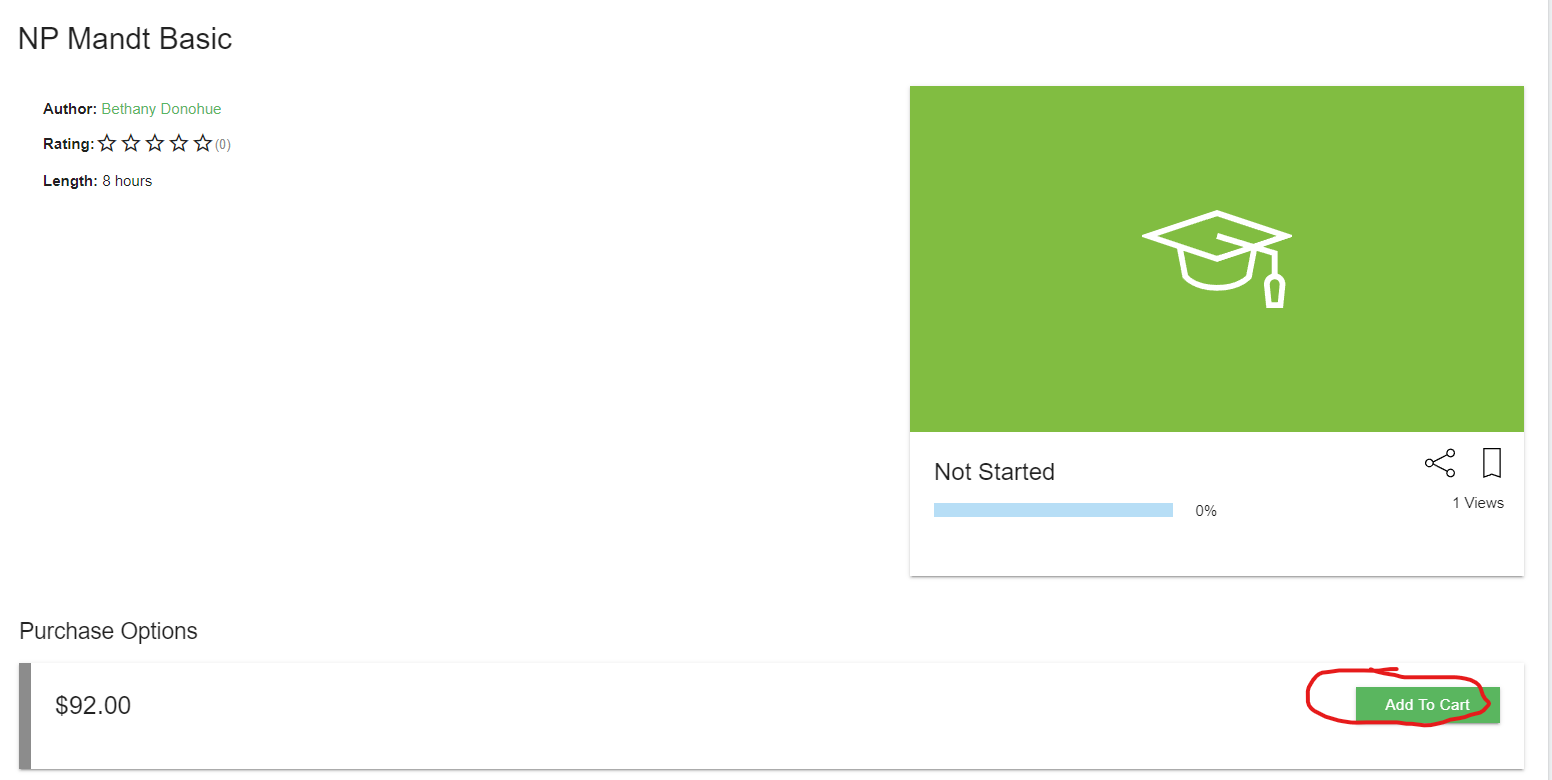 NP Mandt Basic
Author: Bethany Donohue
Rating: (0)
Length: 8 hours
Not Started
0%
1 Views
Purchase Options
$92.00
Add To Cart